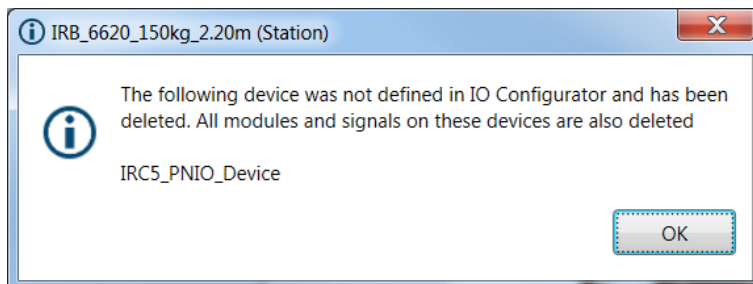 IRB_6620_150kg_2.20m (Station)
The following device was not defined in IO Configurator and has been
deleted. All modules and signals on these devices are also deleted
IRC5_PNIO_Device
OK